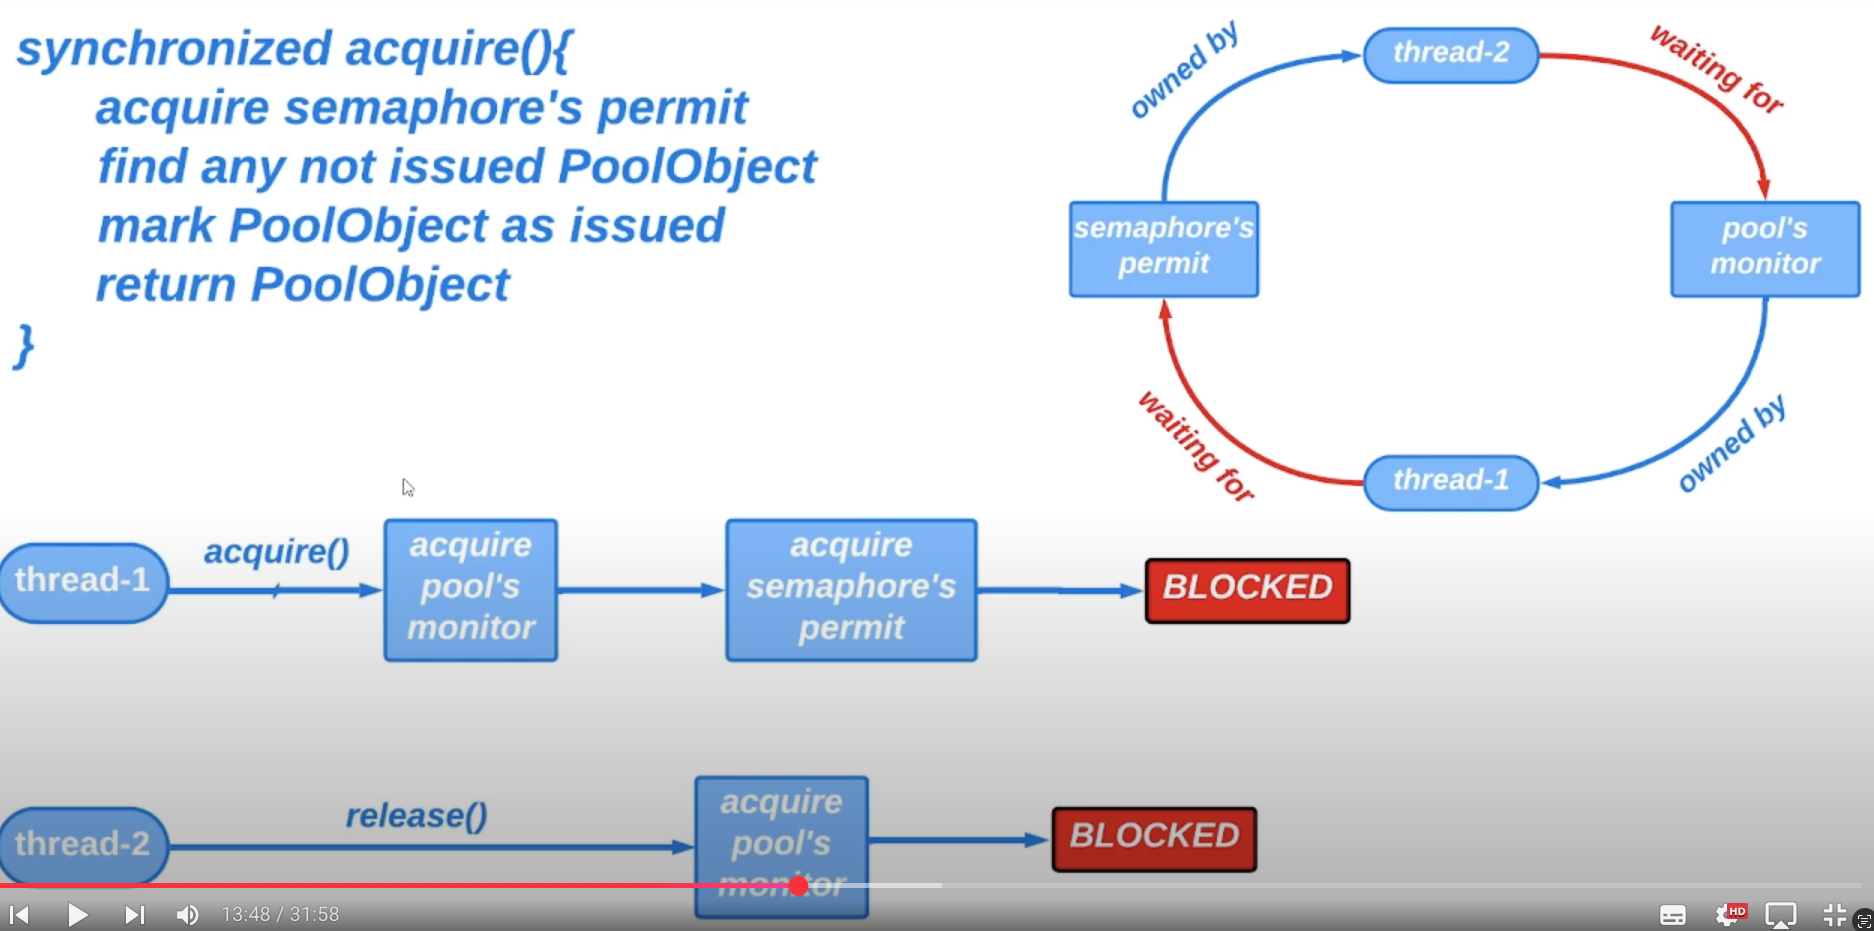 synchronized acquire(){
acquire semaphore's permit
find any not issued PoolObject
mark PoolObject as issued
return PoolObject
}
owned by
thread-2
waiting for
semaphore's
permit
pool's
monitor
waiting for
thread-1
owned by
thread-1
acquire()
acquire
pool's
monitor
acquire
semaphore's
permit
BLOCKED
thread-2
release()
acquire
pool's
monitor
BLOCKED
13:48 / 31:58
HD